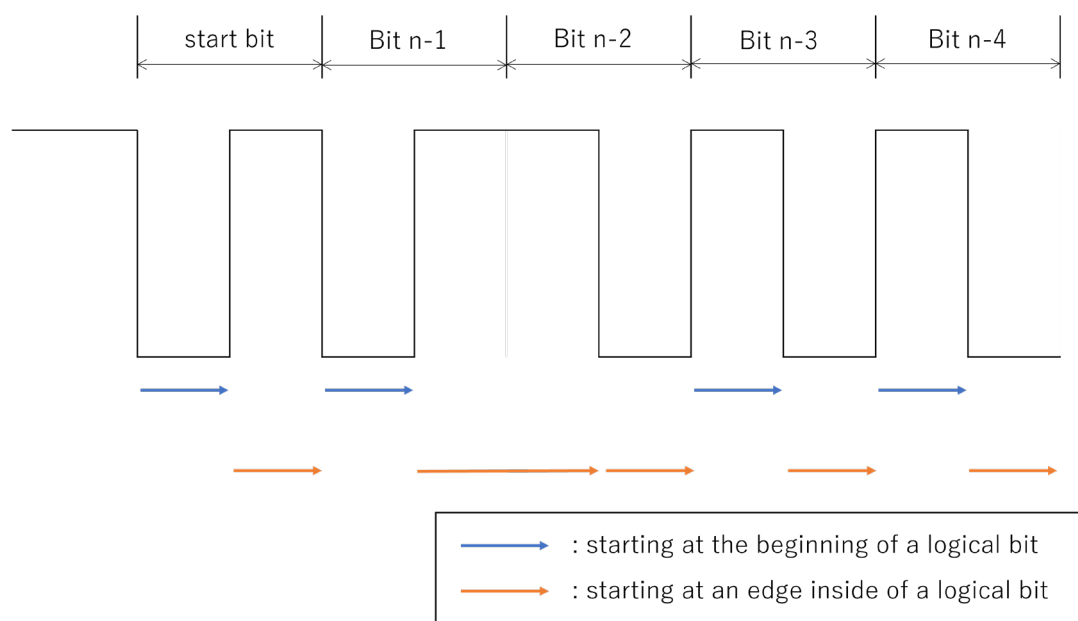 start bit
Bit n-1
Bit n-2
Bit n-3
Bit n-4
: starting at the beginning of a logical bit
: starting at an edge inside of a logical bit